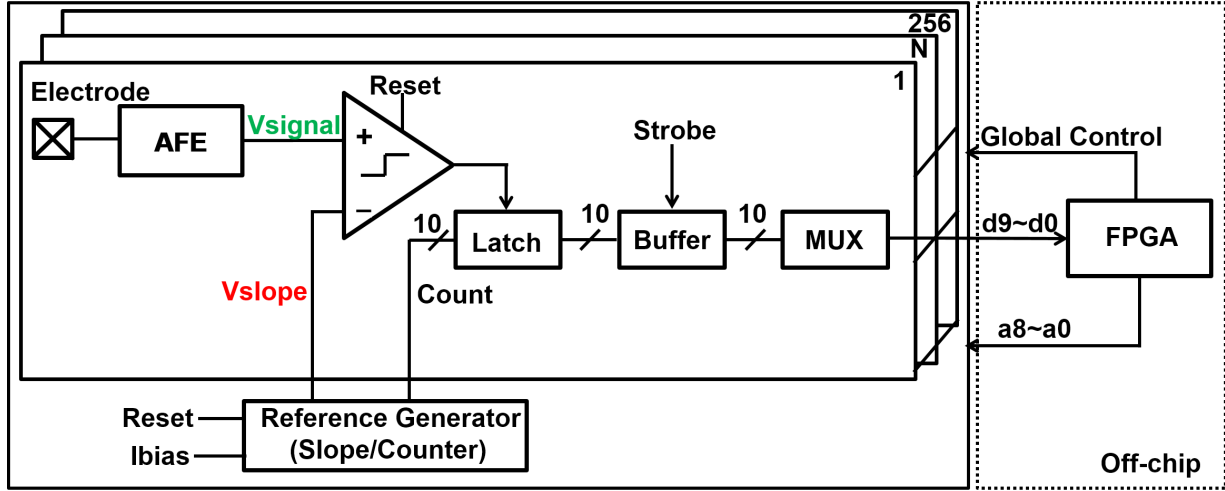 256
N
1
Electrode
Reset
AFE
Vsignal
+
−
Strobe
Global Control
10
Latch
10
Buffer
10
MUX
d9~d0
FPGA
Vslope
Count
a8~a0
Reset
Ibias
Reference Generator
(Slope/Counter)
Off-chip